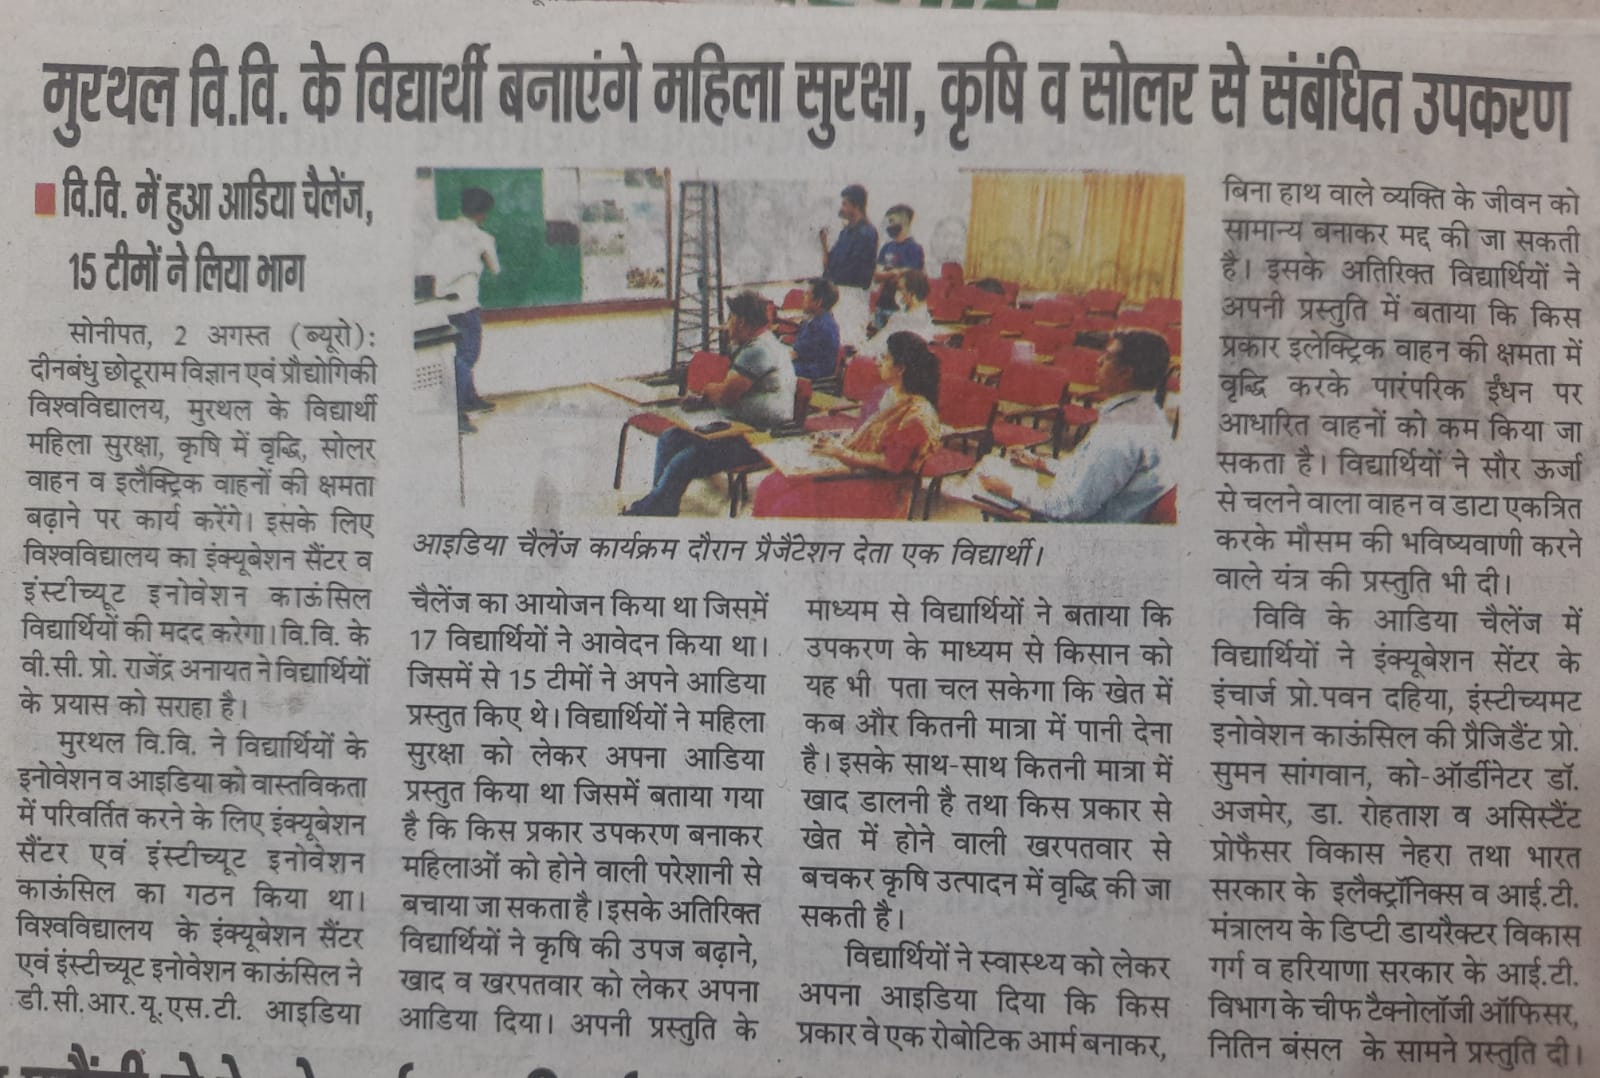 मुरथल वि.वि. के विद्यार्थी बनाएंगे महिला सुरक्षा, कृषि व सोलर से संबंधित उपकरण
वि.वि. में हुआ आडिया चैलेंज,
15 टीमों ने लिया भाग
सोनीपत, 2 अगस्त (ब्यूरो):
दीनबंधु छोटूराम विज्ञान एवं प्रौद्योगिकी
विश्वविद्यालय, मुरथल के विद्यार्थी
महिला सुरक्षा, कृषि में वृद्धि, सोलर
वाहन व इलैक्ट्रिक वाहनों की क्षमता
बढ़ाने पर कार्य करेंगे। इसके लिए
विश्वविद्यालय का इंक्यूबेशन सैंटर व
इंस्टीच्यूट इनोवेशन काऊंसिल
विद्यार्थियों की मदद करेगा। वि.वि. के
वी.सी. प्रो. राजेंद्र अनायत ने विद्यार्थियों
के प्रयास को सराहा है।
मुरथल वि.वि. ने विद्यार्थियों के
इनोवेशन व आइडिया को वास्तविकता
में परिवर्तित करने के लिए इंक्यूबेशन
सैंटर एवं इंस्टीच्यूट इनोवेशन
काऊंसिल का गठन किया था।
विश्वविद्यालय के इंक्यूबेशन सैंटर
एवं इंस्टीच्यूट इनोवेशन काऊंसिल ने
डी.सी.आर.यू.एस.टी. आइडिया
आइडिया चैलेंज कार्यक्रम दौरान प्रैजैंटेशन देता एक विद्यार्थी।
चैलेंज का आयोजन किया था जिसमें
17 विद्यार्थियों ने आवेदन किया था।
जिसमें से 15 टीमों ने अपने आडिया
प्रस्तुत किए थे। विद्यार्थियों ने महिला
सुरक्षा को लेकर अपना आडिया
प्रस्तुत किया था जिसमें बताया गया
है कि किस प्रकार उपकरण बनाकर
महिलाओं को होने वाली परेशानी से
बचाया जा सकता है। इसके अतिरिक्त
विद्यार्थियों ने कृषि की उपज बढ़ाने,
खाद व खरपतवार को लेकर अपना
आडिया दिया। अपनी प्रस्तुति के
माध्यम से विद्यार्थियों ने बताया कि
उपकरण के माध्यम से किसान को
यह भी पता चल सकेगा कि खेत में
कब और कितनी मात्रा में पानी देना
है। इसके साथ-साथ कितनी मात्रा में
खाद डालनी है तथा किस प्रकार से
खेत में होने वाली खरपतवार से
बचकर कृषि उत्पादन में वृद्धि की जा
सकती है।
विद्यार्थियों ने स्वास्थ्य को लेकर
अपना आइडिया दिया कि किस
प्रकार वे एक रोबोटिक आर्म बनाकर,
बिना हाथ वाले व्यक्ति के जीवन को
सामान्य बनाकर मद्द की जा सकती
है। इसके अतिरिक्त विद्यार्थियों ने
अपनी प्रस्तुति में बताया कि किस
प्रकार इलेक्ट्रिक वाहन की क्षमता में
वृद्धि करके पारंपरिक ईंधन पर
आधारित वाहनों को कम किया जा
सकता है। विद्यार्थियों ने सौर ऊर्जा
से चलने वाला वाहन व डाटा एकत्रित
करके मौसम की भविष्यवाणी करने
वाले यंत्र की प्रस्तुति भी दी।
विवि के आडिया चैलेंज में
विद्यार्थियों ने इंक्यूबेशन सेंटर के
इंचार्ज प्रो.पवन दहिया, इंस्टीच्यमट
इनोवेशन काऊंसिल की प्रैजिडैंट प्रो.
सुमन सांगवान, को-ऑर्डीनेटर डॉ.
अजमेर, डा. रोहताश व असिस्टैंट
प्रोफैसर विकास नेहरा तथा भारत
सरकार के इलैक्ट्रॉनिक्स व आई.टी.
मंत्रालय के डिप्टी डायरैक्टर विकास
गर्ग व हरियाणा सरकार के आई.टी.
विभाग के चीफ टैक्नोलॉजी ऑफिसर,
नितिन बंसल के सामने प्रस्तुति दी।